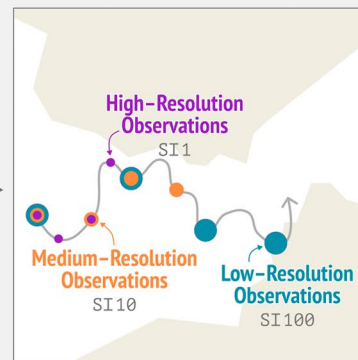 High–Resolution
Observations
SI1
Medium–Resolution
Observations
SI10
Low–Resolution
Observations
SI100